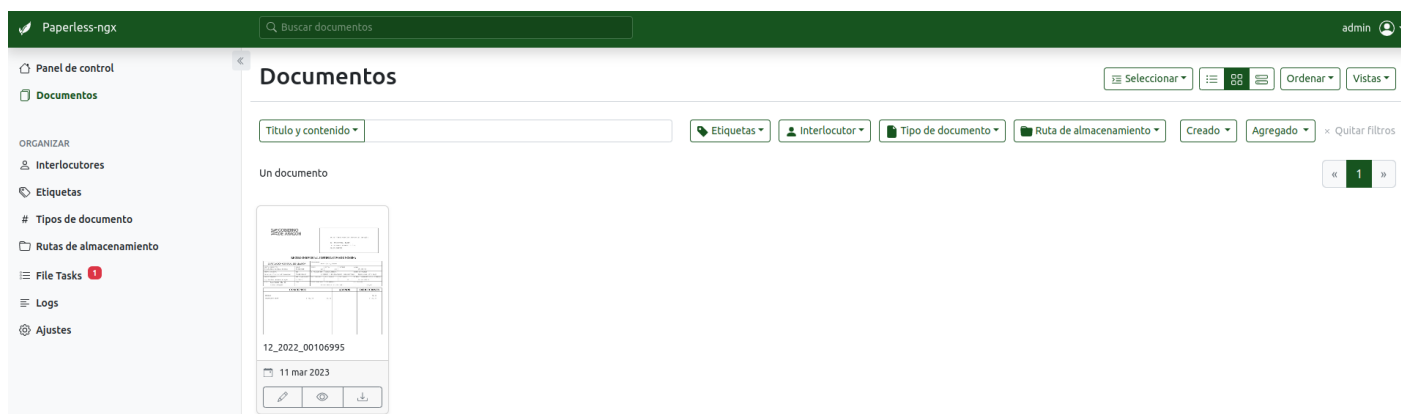 Paperless-ngx
Buscar documentos
admin
Panel de control
Documentos
ORGANIZAR
Interlocutores
Etiquetas
# Tipos de documento
Rutas de almacenamiento
File Tasks 1
Logs
Ajustes
«
Documentos
Seleccionar
Ordenar
Vistas
Titulo y contenido
Etiquetas
Interlocutor
Tipo de documento
Ruta de almacenamiento
Creado
Agregado
× Quitar filtros
Un documento
« 1 »
12_2022_00106995
11 mar 2023